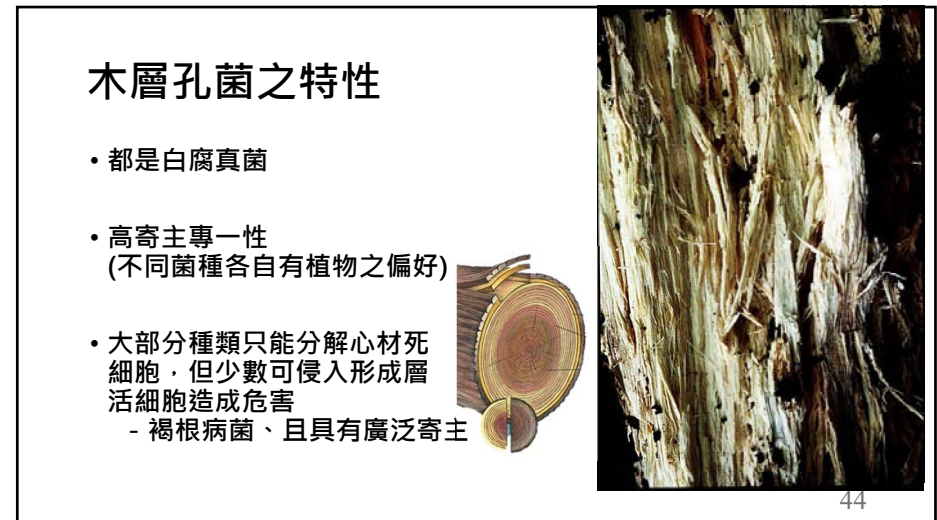 木層孔菌之特性
• 都是白腐真菌
• 高寄主專一性
(不同菌種各自有植物之偏好)
• 大部分種類只能分解心材死
細胞，但少數可侵入形成層
活細胞造成危害
- 褐根病菌、且具有廣泛寄主
44